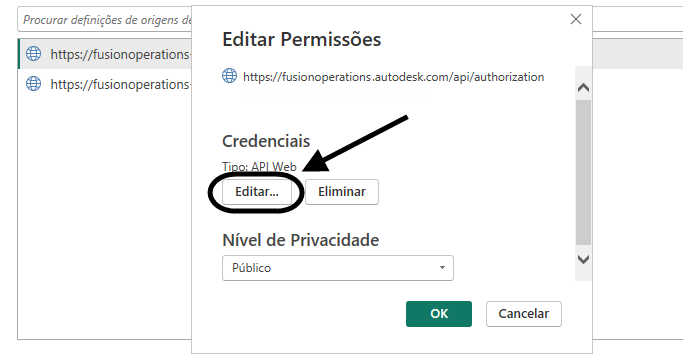 Procurar definições de origens de
https://fusionoperations-
https://fusionoperations-
Editar Permissões
https://fusionoperations.autodesk.com/api/authorization
Credenciais
Tipo: API Web
Editar... Eliminar
Nível de Privacidade
Público
OK Cancelar